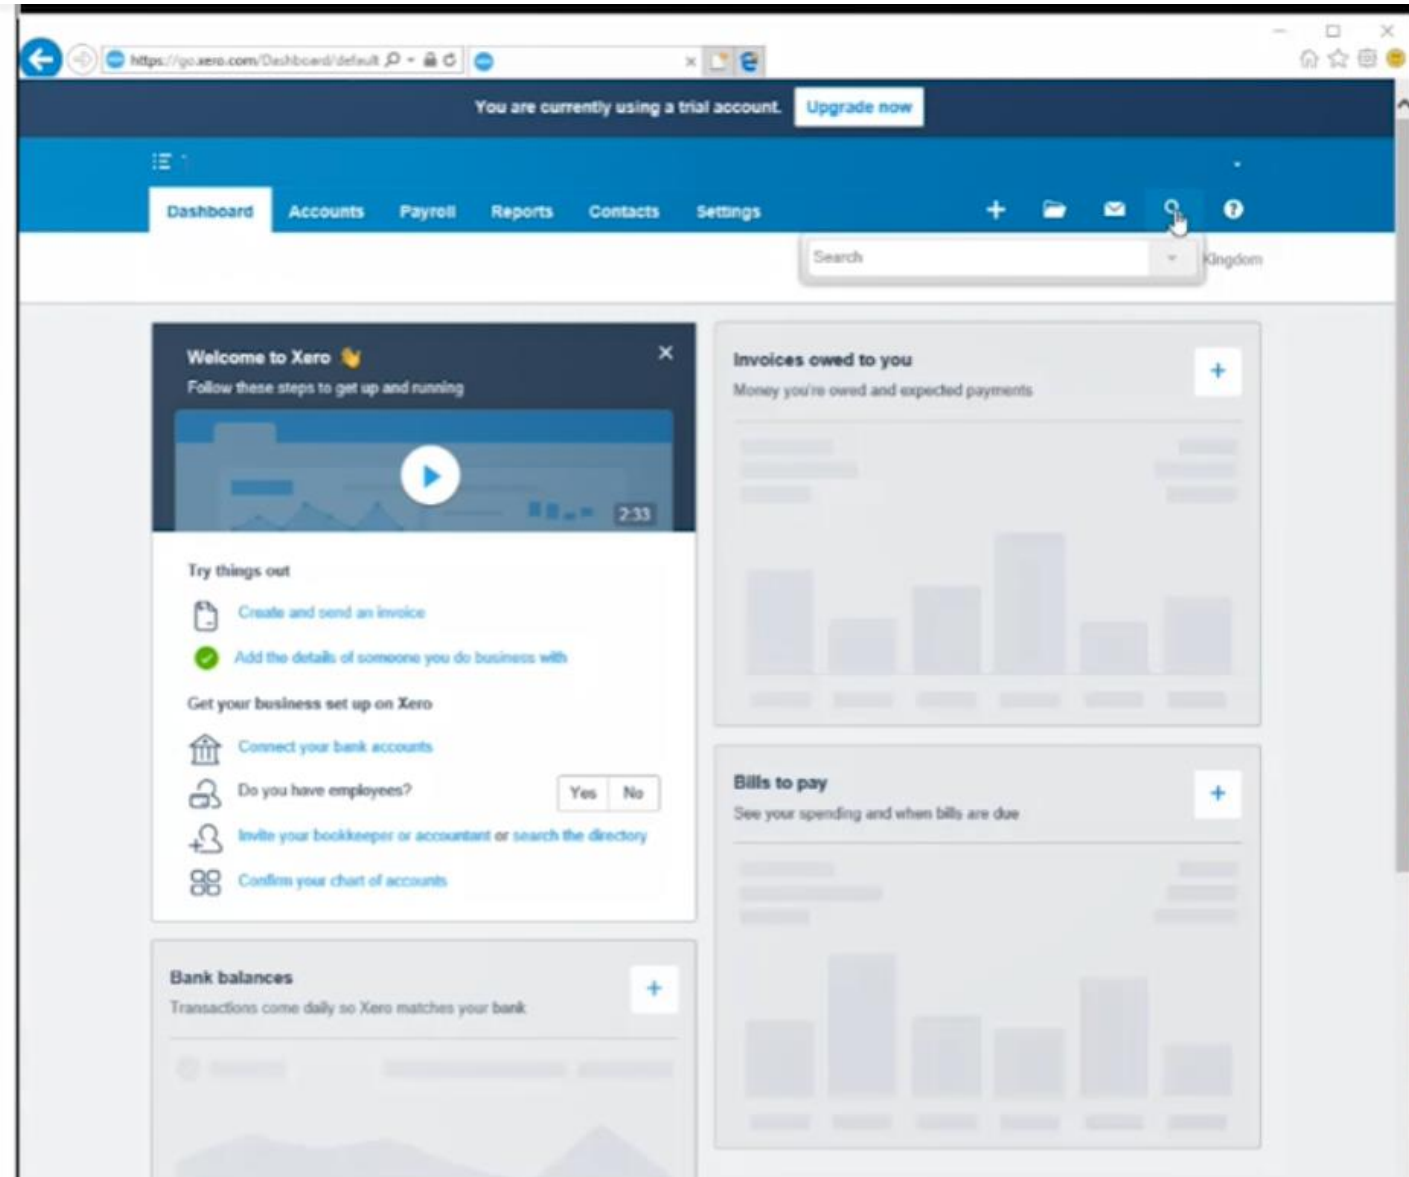 https://go.xero.com/Dashboard/default
You are currently using a trial account. Upgrade now
Dashboard Accounts Payroll Reports Contacts Settings
Search
Kingdom
Welcome to Xero
Follow these steps to get up and running
2:33
Try things out
Create and send an invoice
Add the details of someone you do business with
Get your business set up on Xero
Connect your bank accounts
Do you have employees? Yes No
Invite your bookkeeper or accountant or search the directory
Confirm your chart of accounts
Bank balances
Transactions come daily so Xero matches your bank
Invoices owed to you
Money you're owed and expected payments
Bills to pay
See your spending and when bills are due